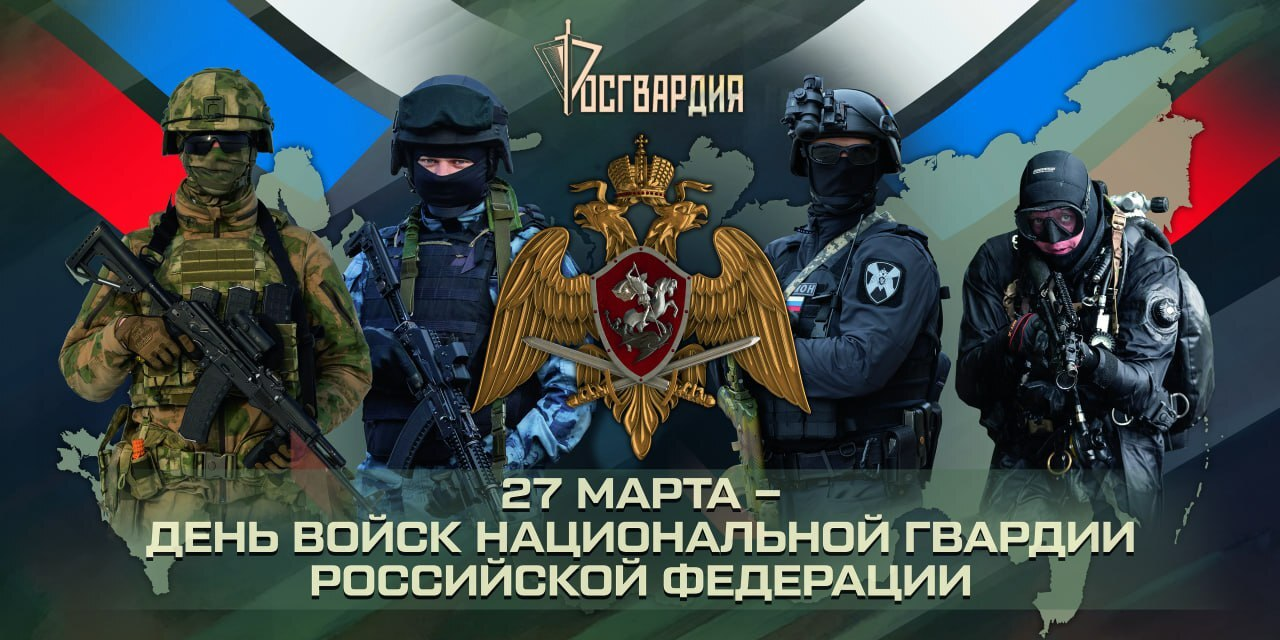 РОСГВАРДИЯ
27 МАРТА –
ДЕНЬ ВОЙСК НАЦИОНАЛЬНОЙ ГВАРДИИ
РОССИЙСКОЙ ФЕДЕРАЦИИ